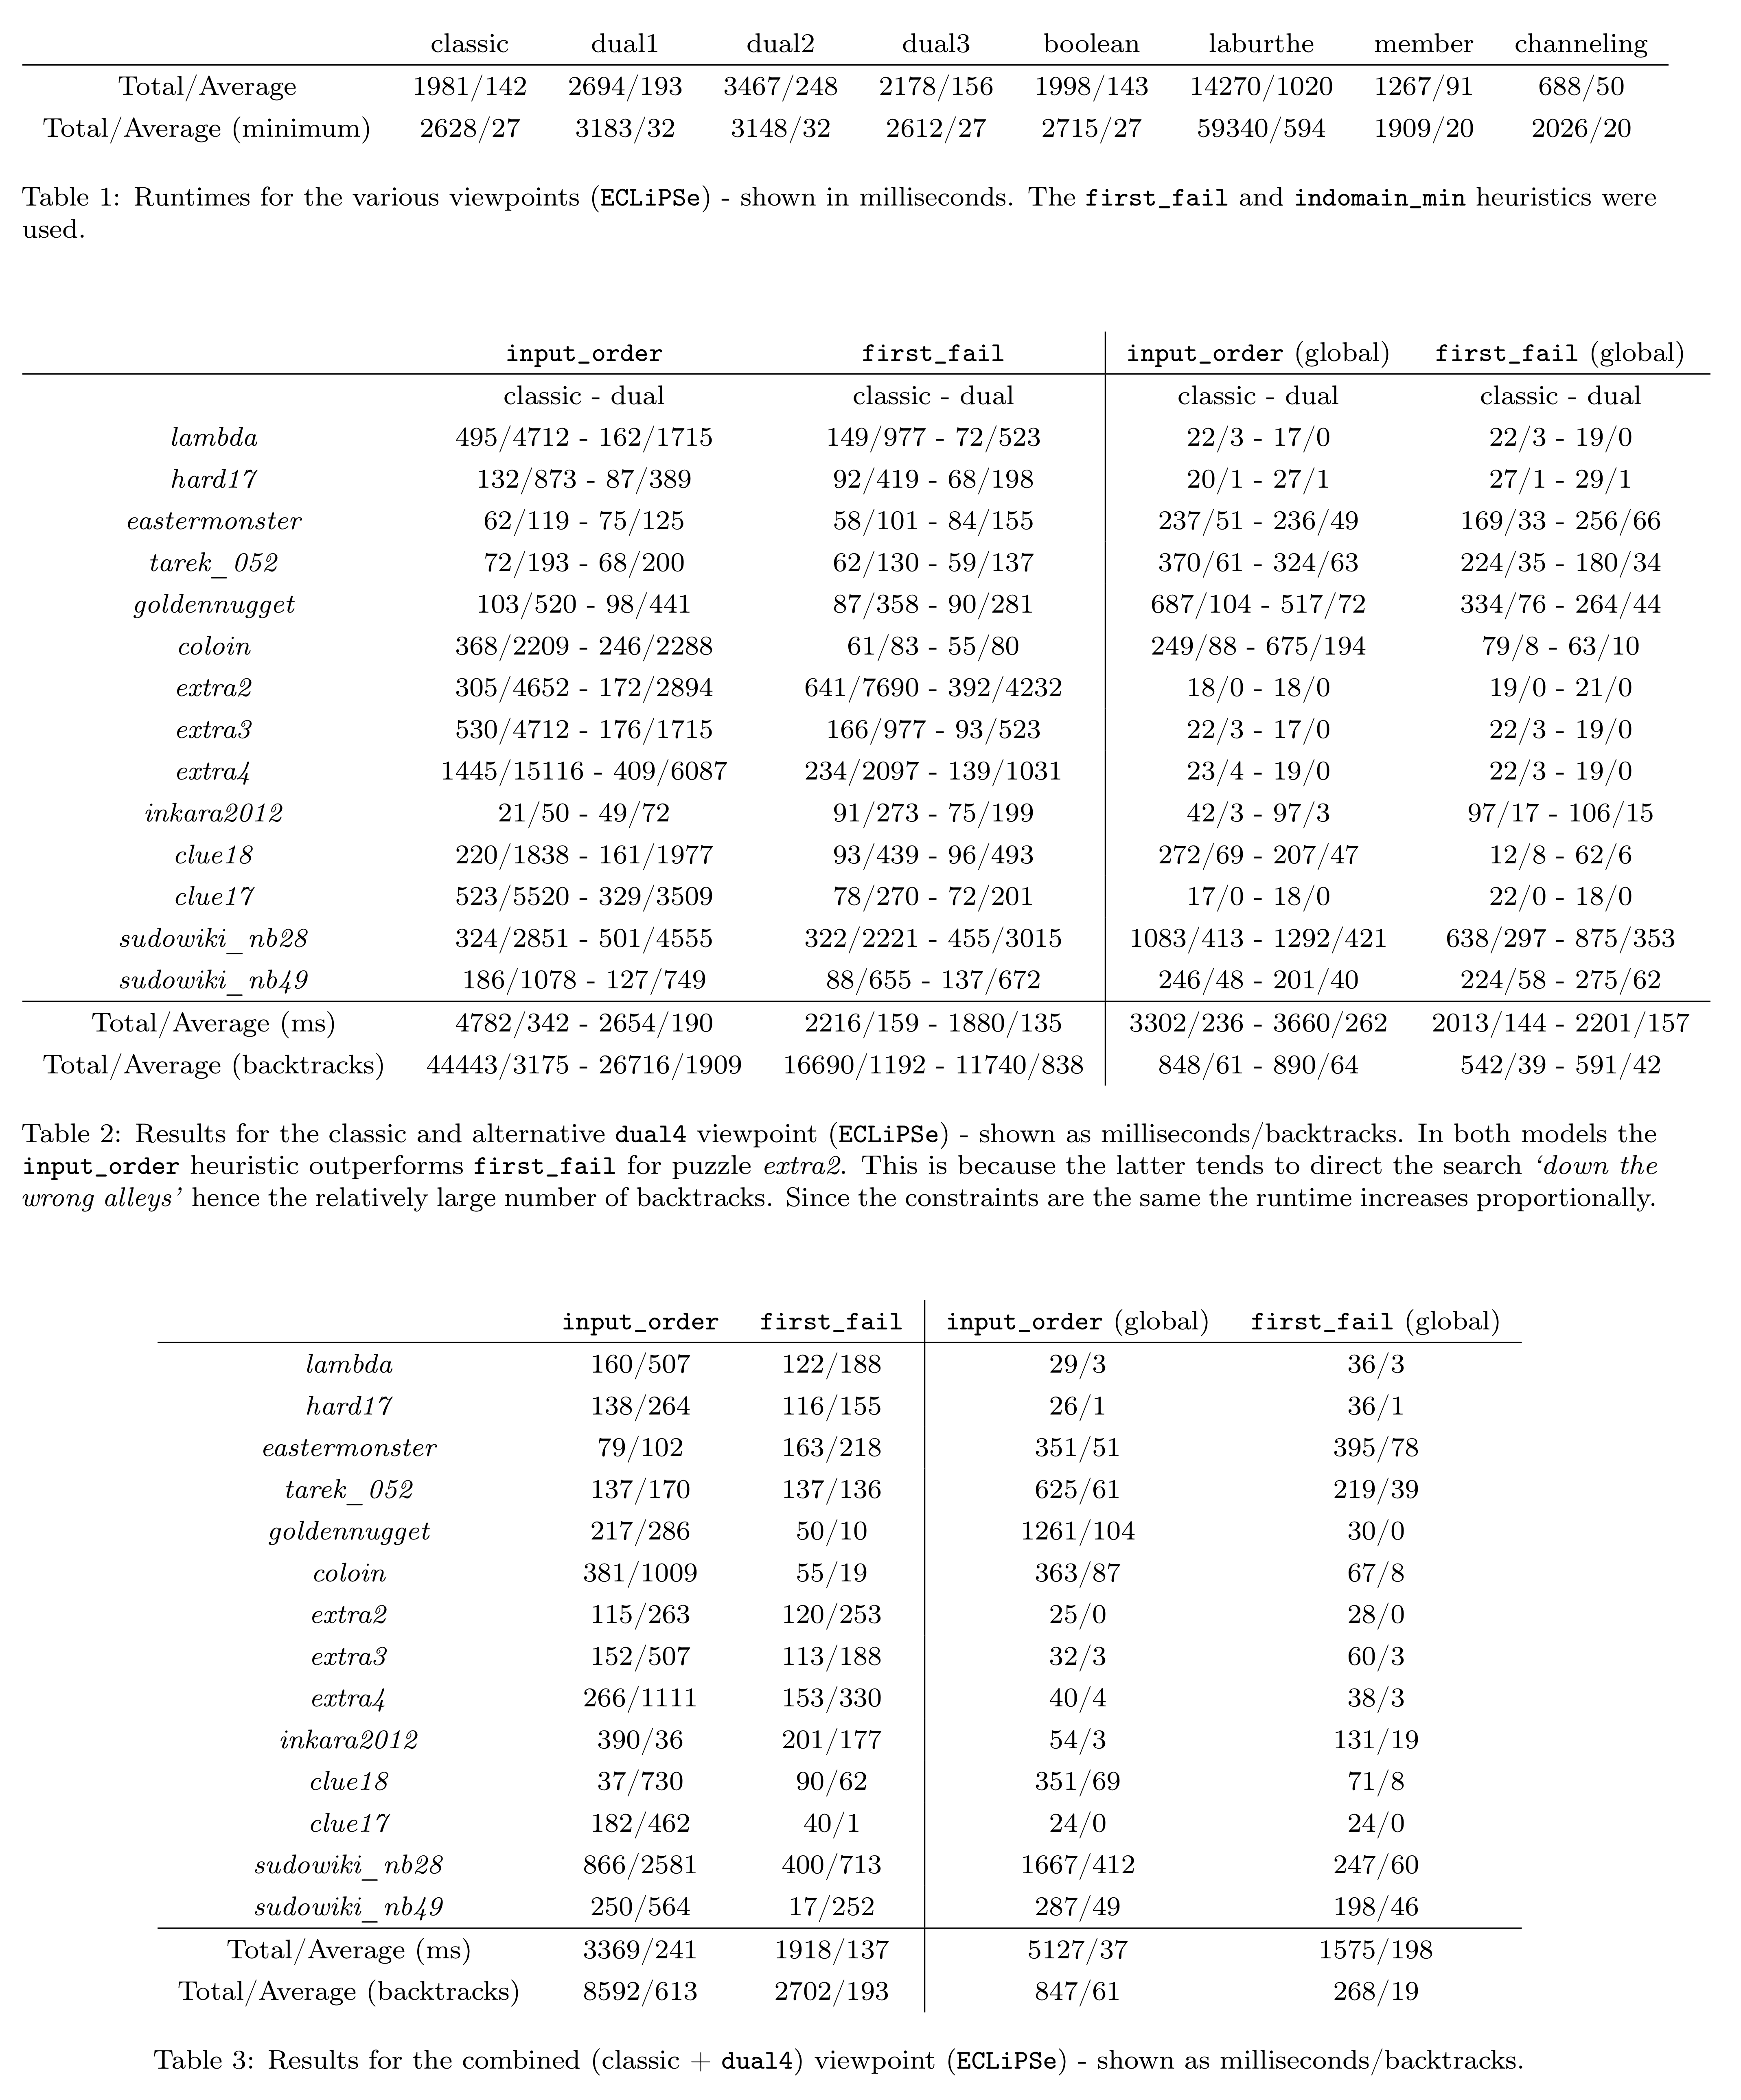 classic dual1 dual2 dual3 boolean laburthe member channeling
Total/Average 1981/142 2694/193 3467/248 2178/156 1998/143 14270/1020 1267/91 688/50
Total/Average (minimum) 2628/27 3183/32 3148/32 2612/27 2715/27 59340/594 1909/20 2026/20
Table 1: Runtimes for the various viewpoints (ECLiPSe) - shown in milliseconds. The first_fail and indomain_min heuristics were
used.
input_order first_fail input_order (global) first_fail (global)
classic - dual classic - dual classic - dual classic - dual
lambda 495/4712 - 162/1715 149/977 - 72/523 22/3 - 17/0 22/3 - 19/0
hard17 132/873 - 87/389 92/419 - 68/198 20/1 - 27/1 27/1 - 29/1
eastermonster 62/119 - 75/125 58/101 - 84/155 237/51 - 236/49 169/33 - 256/66
tarek_052 72/193 - 68/200 62/130 - 59/137 370/61 - 324/63 224/35 - 180/34
goldennugget 103/520 - 98/441 87/358 - 90/281 687/104 - 517/72 334/76 - 264/44
coloin 368/2209 - 246/2288 61/83 - 55/80 249/88 - 675/194 79/8 - 63/10
extra2 305/4652 - 172/2894 641/7690 - 392/4232 18/0 - 18/0 19/0 - 21/0
extra3 530/4712 - 176/1715 166/977 - 93/523 22/3 - 17/0 22/3 - 19/0
extra4 1445/15116 - 409/6087 234/2097 - 139/1031 23/4 - 19/0 22/3 - 19/0
inkara2012 21/50 - 49/72 91/273 - 75/199 42/3 - 97/3 97/17 - 106/15
clue18 220/1838 - 161/1977 93/439 - 96/493 272/69 - 207/47 12/8 - 62/6
clue17 523/5520 - 329/3509 78/270 - 72/201 17/0 - 18/0 22/0 - 18/0
sudowiki_nb28 324/2851 - 501/4555 322/2221 - 455/3015 1083/413 - 1292/421 638/297 - 875/353
sudowiki_nb49 186/1078 - 127/749 88/655 - 137/672 246/48 - 201/40 224/58 - 275/62
Total/Average (ms) 4782/342 - 2654/190 2216/159 - 1880/135 3302/236 - 3660/262 2013/144 - 2201/157
Total/Average (backtracks) 44443/3175 - 26716/1909 16690/1192 - 11740/838 848/61 - 890/64 542/39 - 591/42
Table 2: Results for the classic and alternative dual4 viewpoint (ECLiPSe) - shown as milliseconds/backtracks. In both models the
input_order heuristic outperforms first_fail for puzzle extra2. This is because the latter tends to direct the search ‘down the
wrong alleys’ hence the relatively large number of backtracks. Since the constraints are the same the runtime increases proportionally.
input_order first_fail input_order (global) first_fail (global)
lambda 160/507 122/188 29/3 36/3
hard17 138/264 116/155 26/1 36/1
eastermonster 79/102 163/218 351/51 395/78
tarek_052 137/170 137/136 625/61 219/39
goldennugget 217/286 50/10 1261/104 30/0
coloin 381/1009 55/19 363/87 67/8
extra2 115/263 120/253 25/0 28/0
extra3 152/507 113/188 32/3 60/3
extra4 266/1111 153/330 40/4 38/3
inkara2012 390/36 201/177 54/3 131/19
clue18 37/730 90/62 351/69 71/8
clue17 182/462 40/1 24/0 24/0
sudowiki_nb28 866/2581 400/713 1667/412 247/60
sudowiki_nb49 250/564 17/252 287/49 198/46
Total/Average (ms) 3369/241 1918/137 5127/37 1575/198
Total/Average (backtracks) 8592/613 2702/193 847/61 268/19
Table 3: Results for the combined (classic + dual4) viewpoint (ECLiPSe) - shown as milliseconds/backtracks.